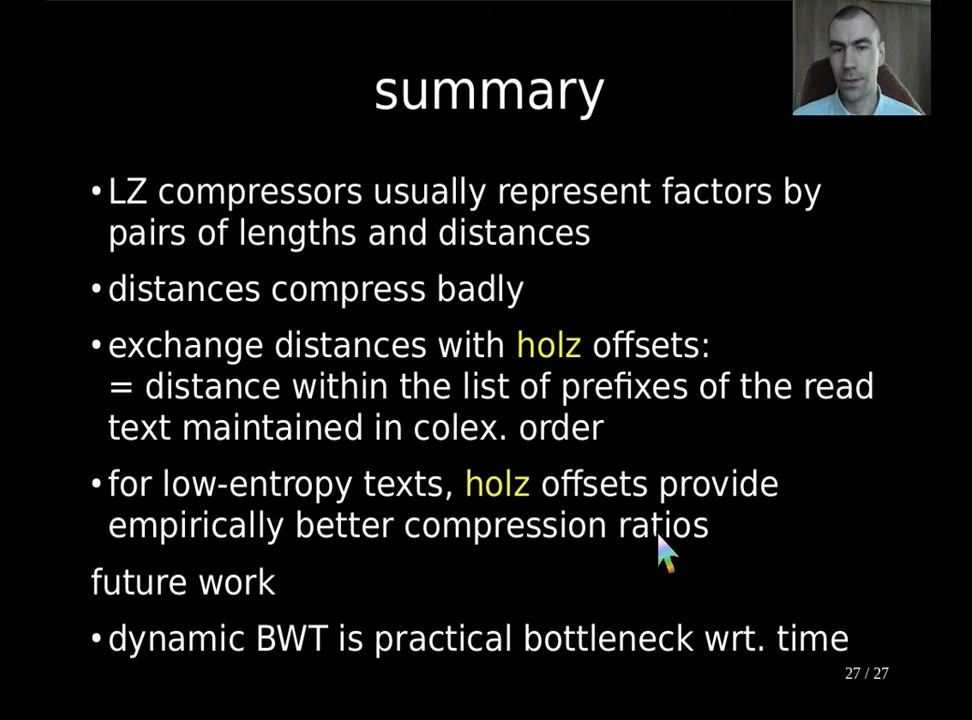 summary
•LZ compressors usually represent factors by
pairs of lengths and distances
•distances compress badly
•exchange distances with holz offsets:
= distance within the list of prefixes of the read
text maintained in colex. order
•for low-entropy texts, holz offsets provide
empirically better compression ratios
future work
•dynamic BWT is practical bottleneck wrt. time
27 / 27